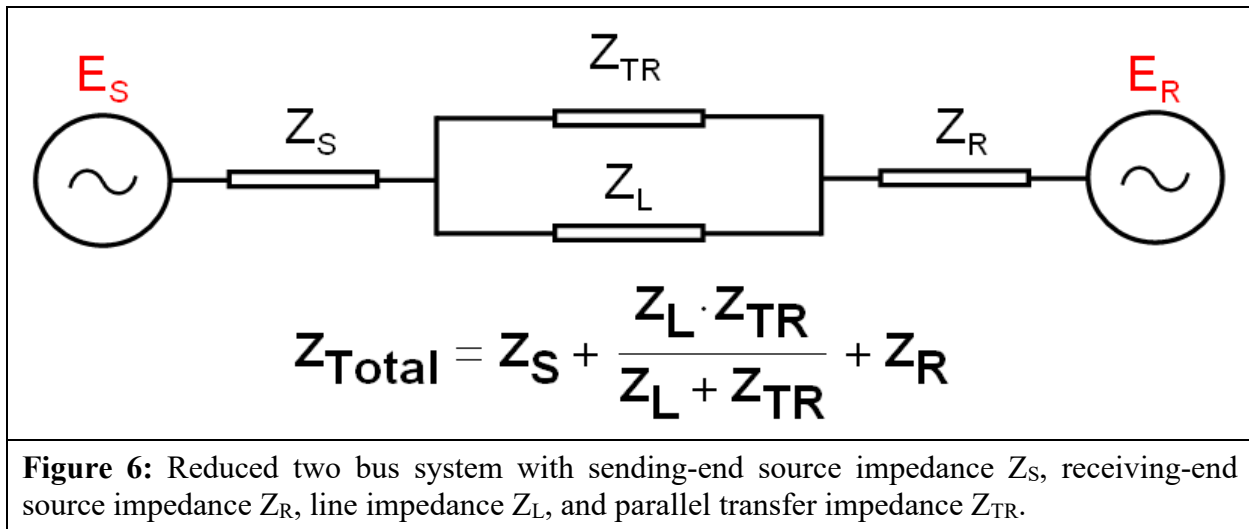 E_S Z_S Z_TR Z_L Z_R E_R
Z_Total = Z_S + (Z_L · Z_TR) / (Z_L + Z_TR) + Z_R
Figure 6: Reduced two bus system with sending-end source impedance Z_S, receiving-end
source impedance Z_R, line impedance Z_L, and parallel transfer impedance Z_TR.